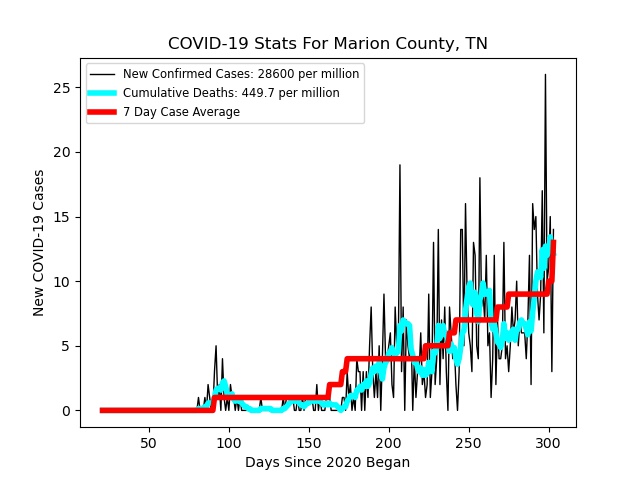 COVID-19 Stats For Marion County, TN
New Confirmed Cases: 28600 per million
Cumulative Deaths: 449.7 per million
7 Day Case Average
New COVID-19 Cases
25
20
15
10
5
0
50 100 150 200 250 300
Days Since 2020 Began